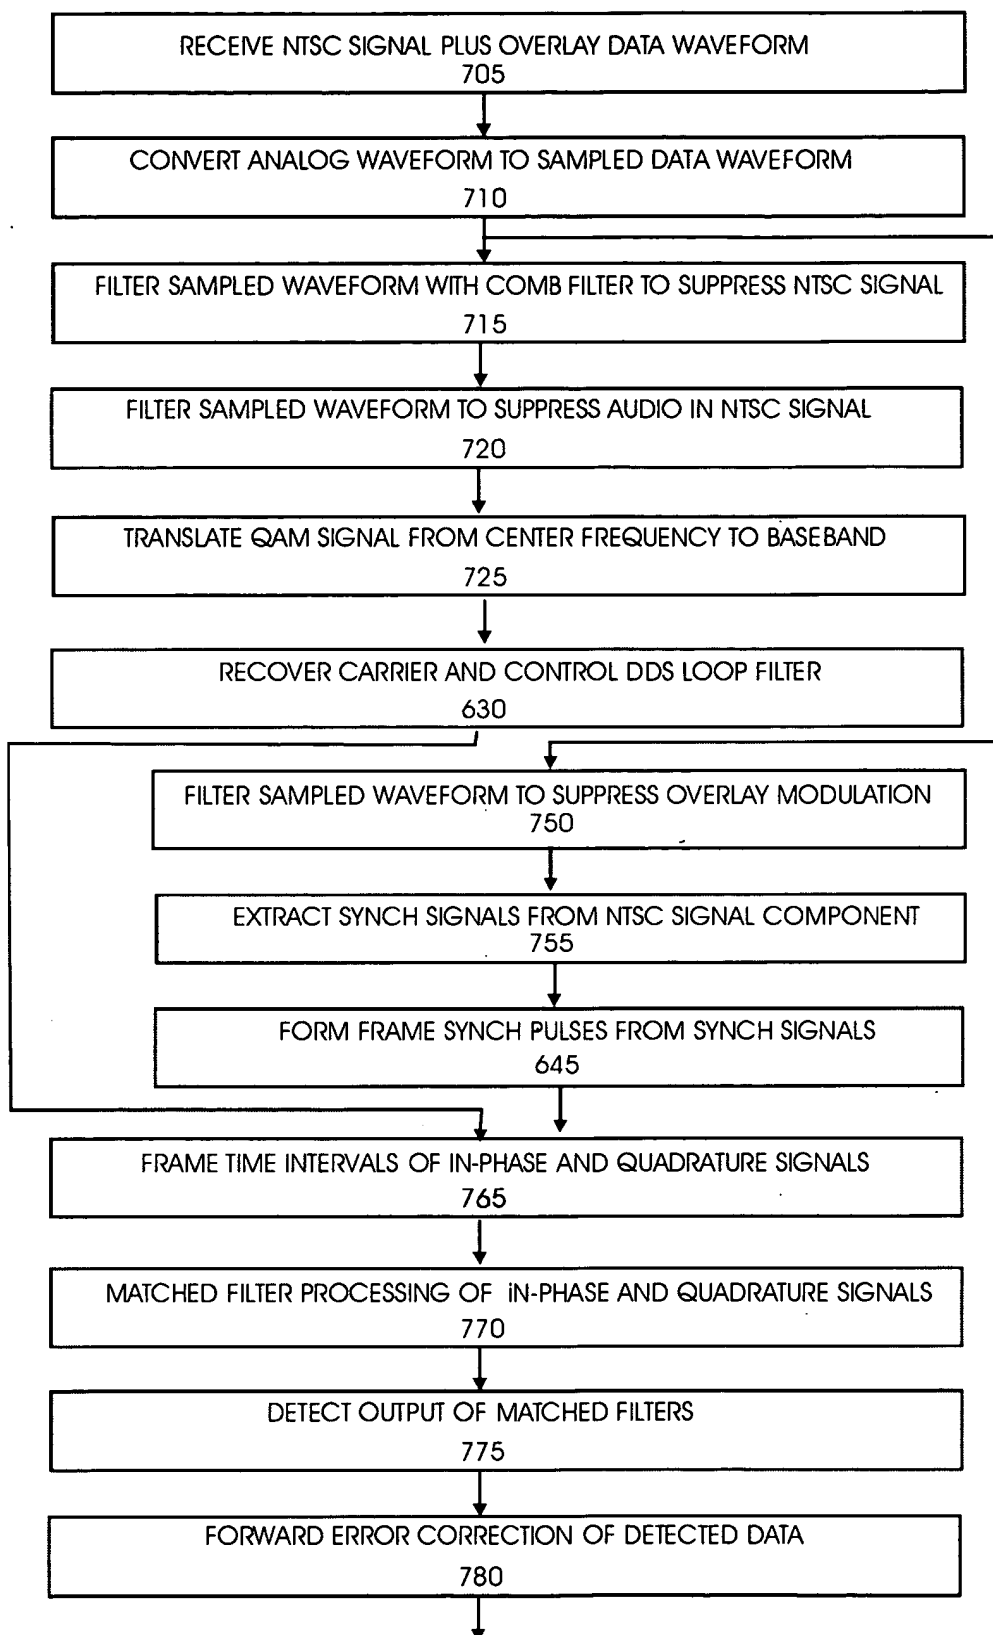 RECEIVE NTSC SIGNAL PLUS OVERLAY DATA WAVEFORM
705
CONVERT ANALOG WAVEFORM TO SAMPLED DATA WAVEFORM
710
FILTER SAMPLED WAVEFORM WITH COMB FILTER TO SUPPRESS NTSC SIGNAL
715
FILTER SAMPLED WAVEFORM TO SUPPRESS AUDIO IN NTSC SIGNAL
720
TRANSLATE QAM SIGNAL FROM CENTER FREQUENCY TO BASEBAND
725
RECOVER CARRIER AND CONTROL DDS LOOP FILTER
630
FILTER SAMPLED WAVEFORM TO SUPPRESS OVERLAY MODULATION
750
EXTRACT SYNCH SIGNALS FROM NTSC SIGNAL COMPONENT
755
FORM FRAME SYNCH PULSES FROM SYNCH SIGNALS
645
FRAME TIME INTERVALS OF IN-PHASE AND QUADRATURE SIGNALS
765
MATCHED FILTER PROCESSING OF iN-PHASE AND QUADRATURE SIGNALS
770
DETECT OUTPUT OF MATCHED FILTERS
775
FORWARD ERROR CORRECTION OF DETECTED DATA
780